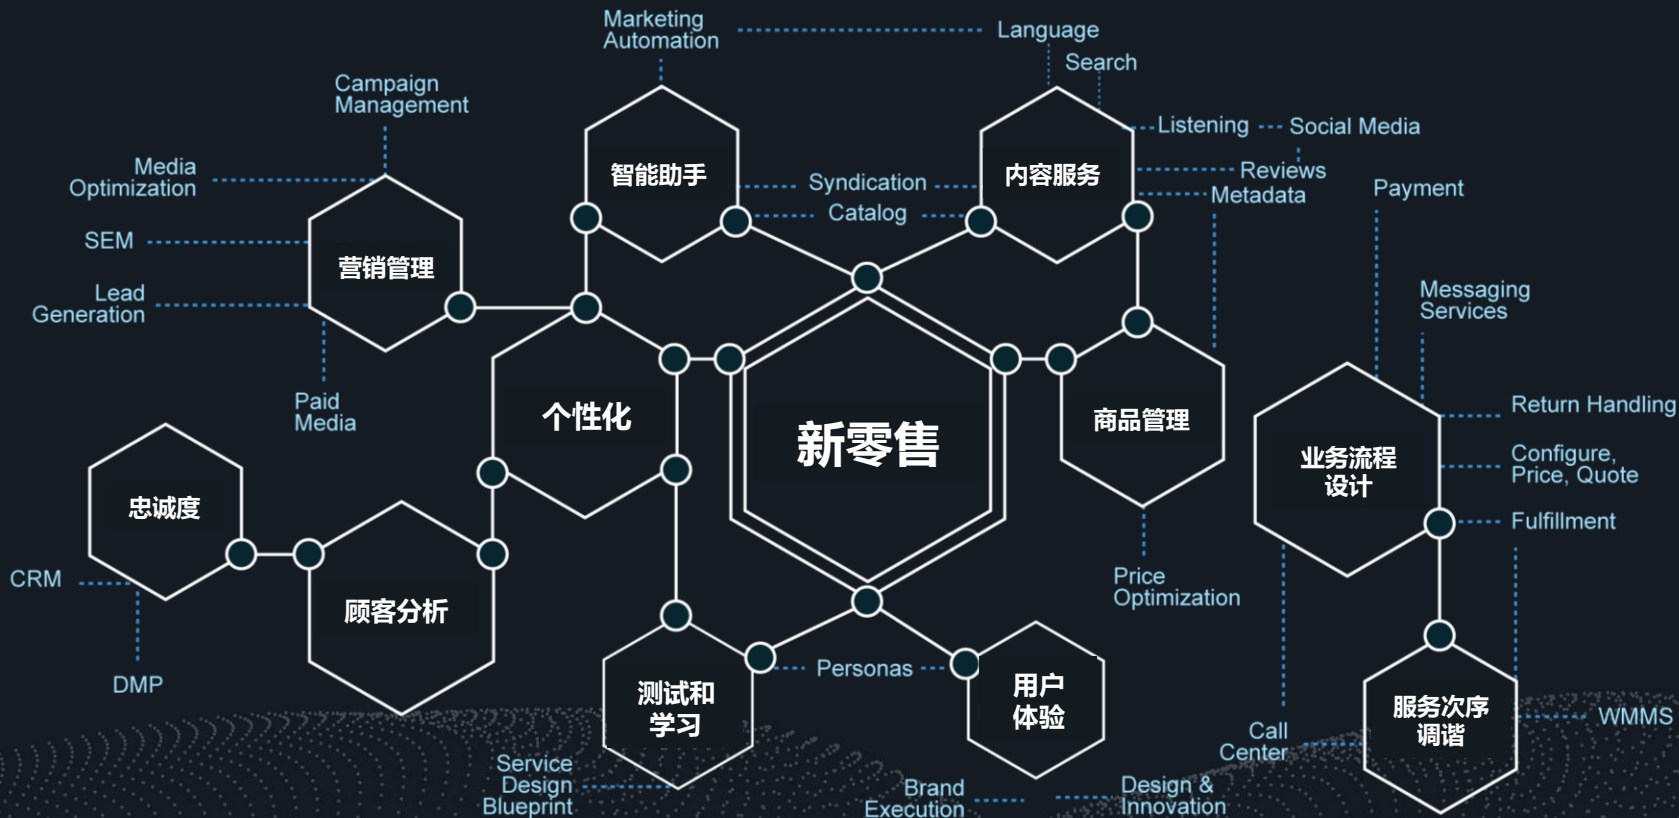 Marketing
Automation
Language
Search
Campaign
Management
Listening
Social Media
Media
Optimization
智能助手
内容服务
Reviews
Syndication
Metadata
Payment
Catalog
SEM
营销管理
Lead
Generation
Messaging
Services
Paid
Media
个性化
新零售
商品管理
Return Handling
业务流程
设计
Configure,
Price, Quote
忠诚度
Fulfillment
CRM
顾客分析
Price
Optimization
DMP
Personas
测试和
学习
用户
体验
服务次序
调谐
WMMS
Call
Center
Service
Design
Blueprint
Brand
Execution
Design &
Innovation